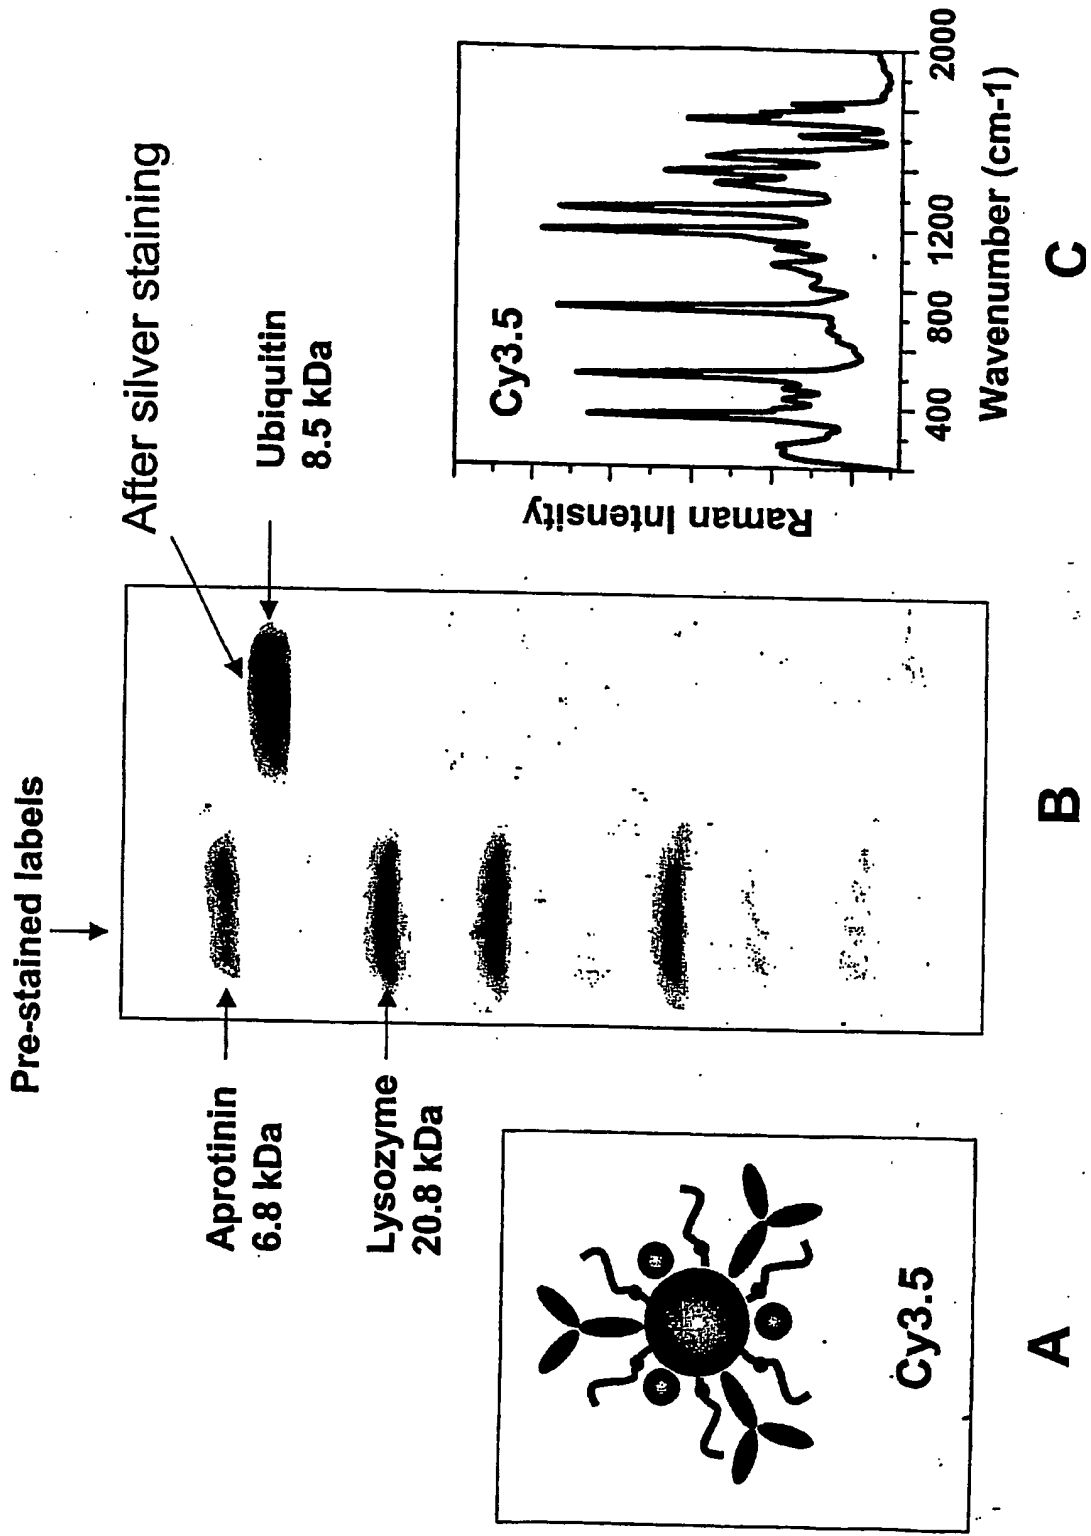 Pre-stained labels
After silver staining
Aprotinin
6.8 kDa
Lysozyme
20.8 kDa
Ubiquitin
8.5 kDa
Cy3.5
A
B
Cy3.5
Raman Intensity
400
800
1200
2000
Wavenumber (cm-1)
C